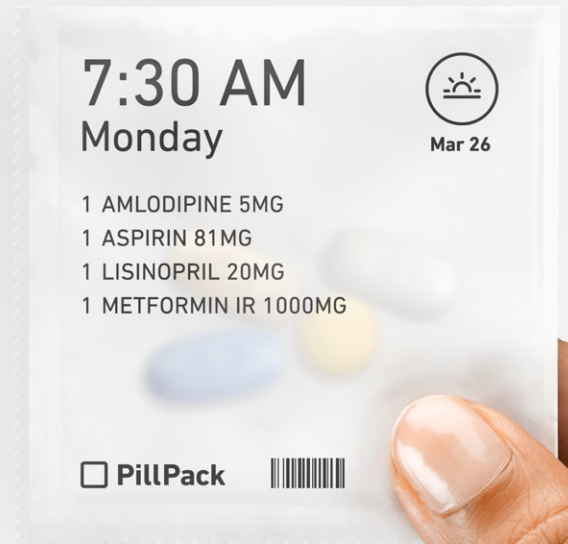 7:30 AM
Monday
Mar 26
1 AMLODIPINE 5MG
1 ASPIRIN 81MG
1 LISINOPRIL 20MG
1 METFORMIN IR 1000MG
PillPack